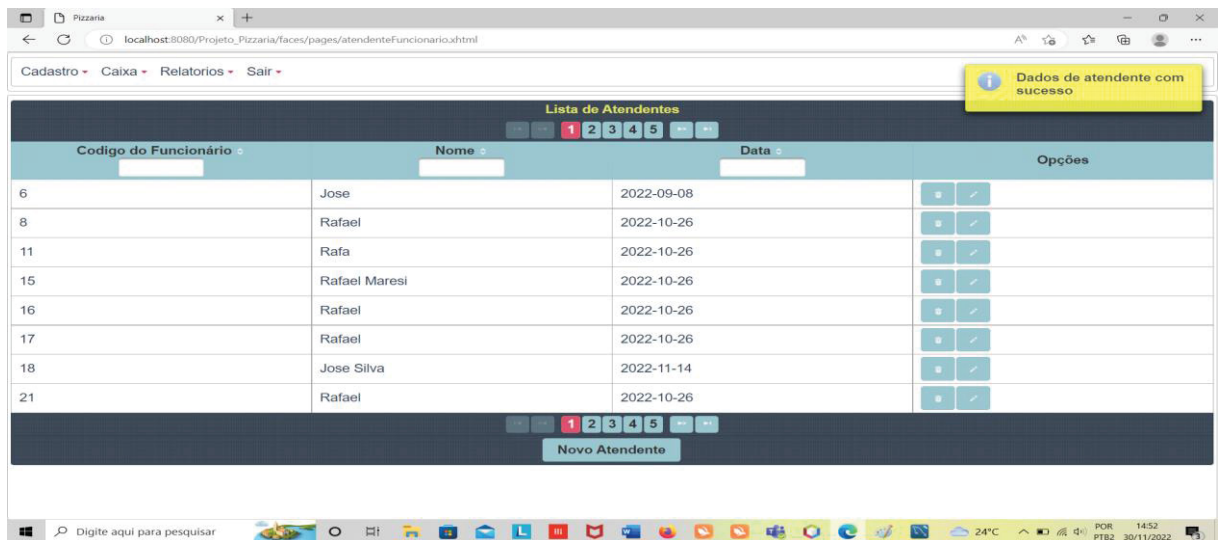 Pizzaria
localhost:8080/Projeto_Pizzaria/faces/pages/atendenteFuncionario.xhtml
Cadastro Caixa Relatorios Sair
Dados de atendente com
sucesso
Lista de Atendentes
1 2 3 4 5
Codigo do Funcionário Nome Data Opções
6 Jose 2022-09-08
8 Rafael 2022-10-26
11 Rafa 2022-10-26
15 Rafael Maresi 2022-10-26
16 Rafael 2022-10-26
17 Rafael 2022-10-26
18 Jose Silva 2022-11-14
21 Rafael 2022-10-26
1 2 3 4 5
Novo Atendente
Digite aqui para pesquisar 24°C POR 14:52
PTB2 30/11/2022